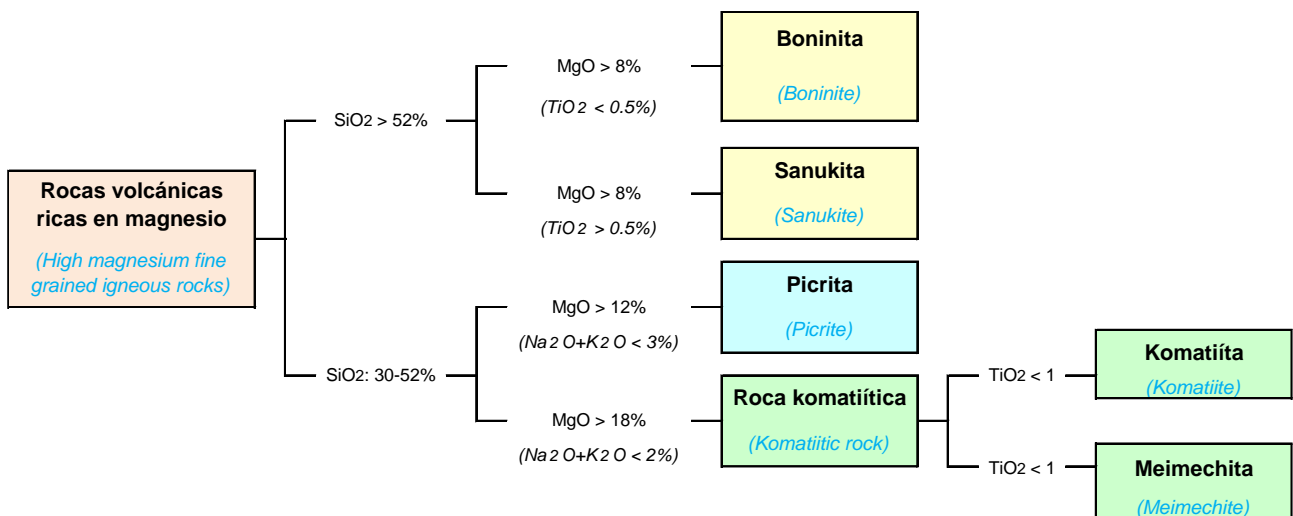 Rocas volcánicas
ricas en magnesio
(High magnesium fine
grained igneous rocks)
SiO2 > 52%
MgO > 8%
(TiO2 < 0.5%)
Boninita
(Boninite)
MgO > 8%
(TiO2 > 0.5%)
Sanukita
(Sanukite)
SiO2: 30-52%
MgO > 12%
(Na2O+K2O < 3%)
Picrita
(Picrite)
MgO > 18%
(Na2O+K2O < 2%)
Roca komatiítica
(Komatiitic rock)
TiO2 < 1
Komatiíta
(Komatiite)
TiO2 < 1
Meimechita
(Meimechite)